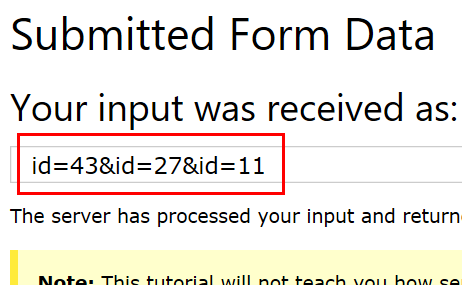 Submitted Form Data
Your input was received as:
id=43&id=27&id=11
The server has processed your input and return
Note: This tutorial will not teach you how se